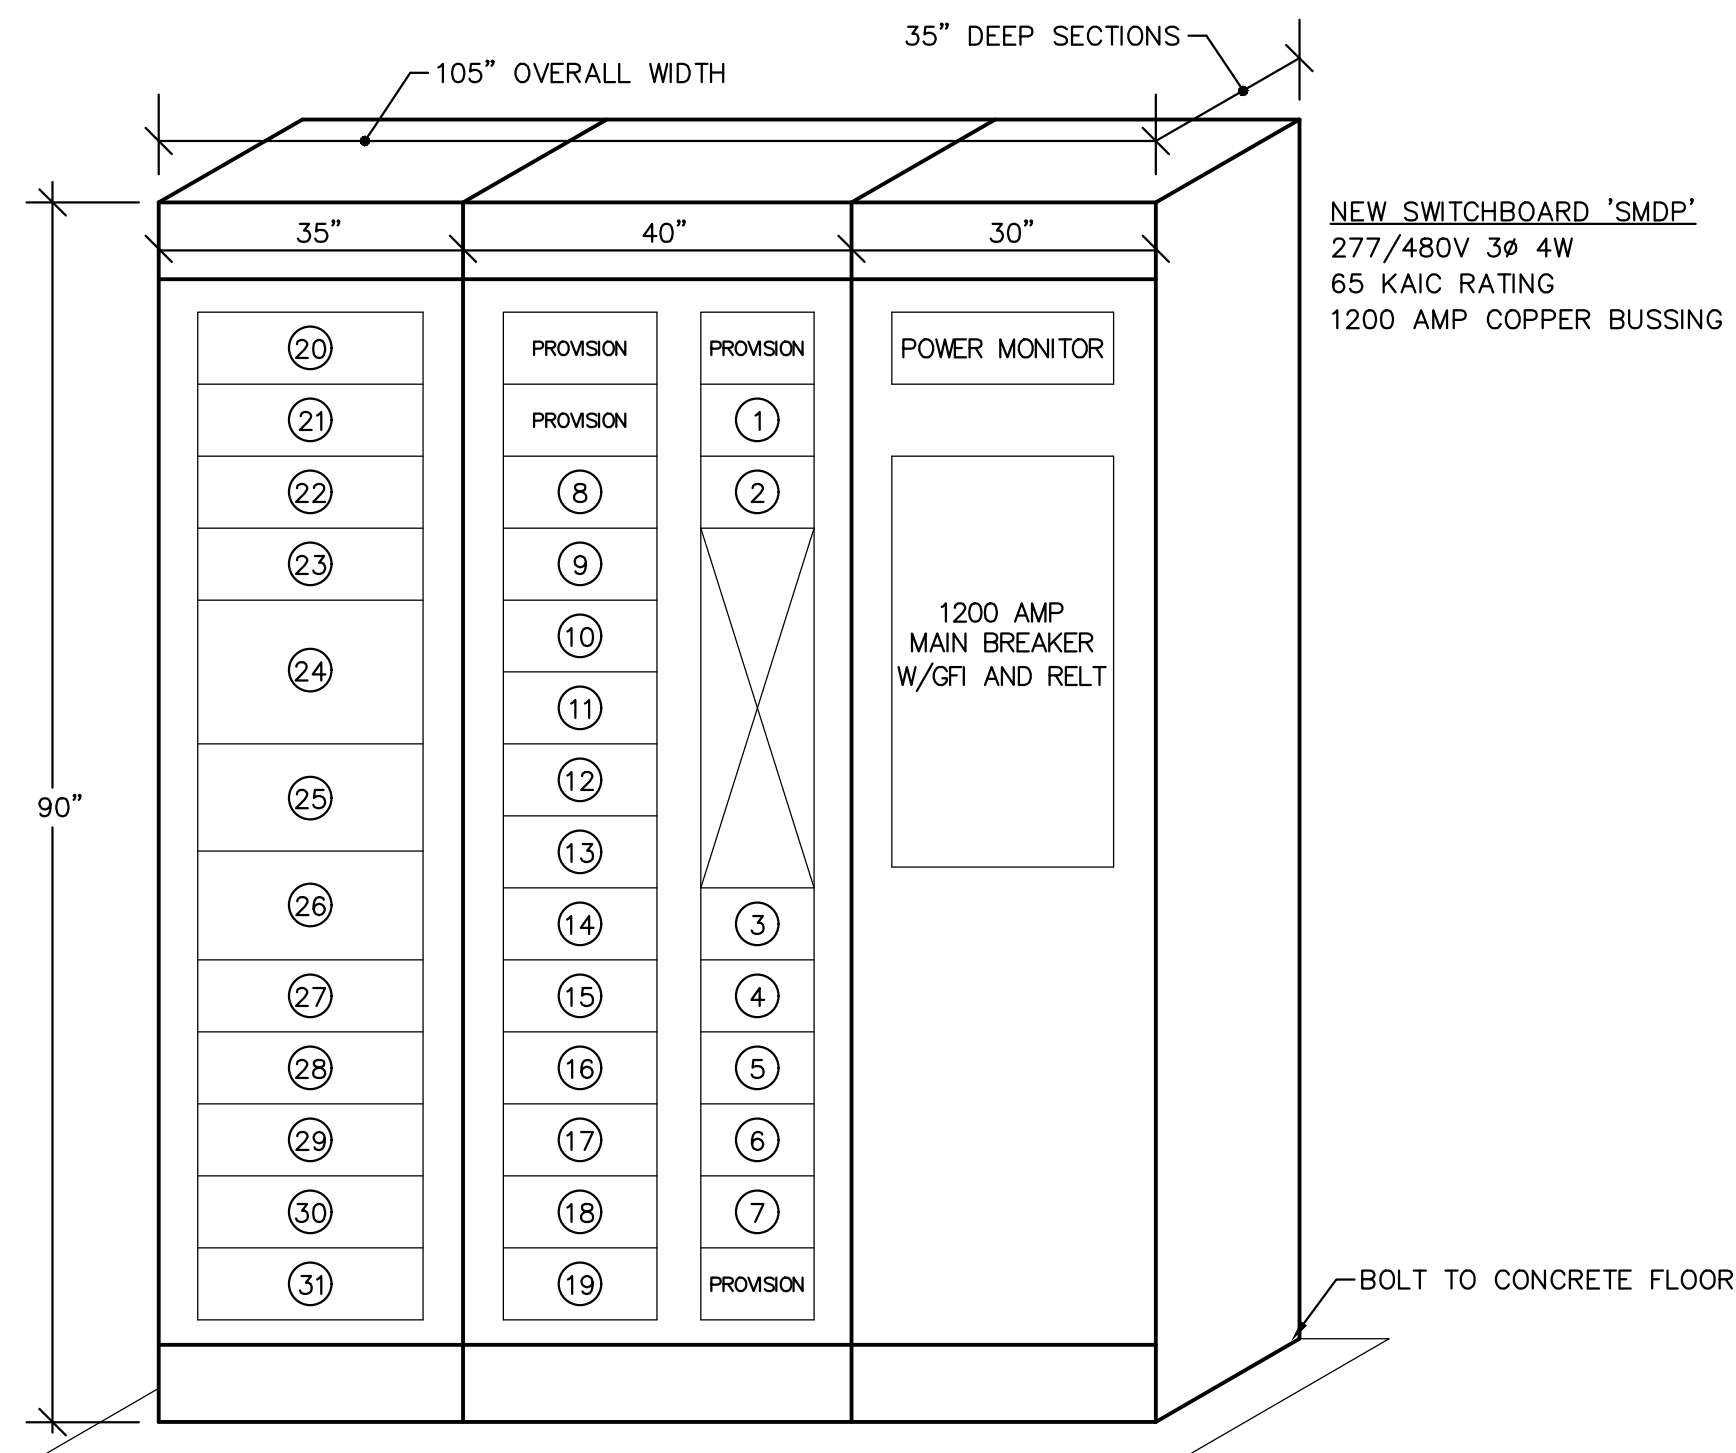 35” DEEP SECTIONS
105” OVERALL WIDTH
NEW SWITCHBOARD 'SMDP'
277/480V 3ø 4W
65 KAIC RATING
1200 AMP COPPER BUSSING
35”
40”
30”
90”
20
21
22
23
24
25
26
27
28
29
30
31
PROVISION
PROVISION
8
9
10
11
12
13
14
15
16
17
18
19
PROVISION
1
2
3
4
5
6
7
PROVISION
POWER MONITOR
1200 AMP
MAIN BREAKER
W/GFI AND RELT
BOLT TO CONCRETE FLOOR